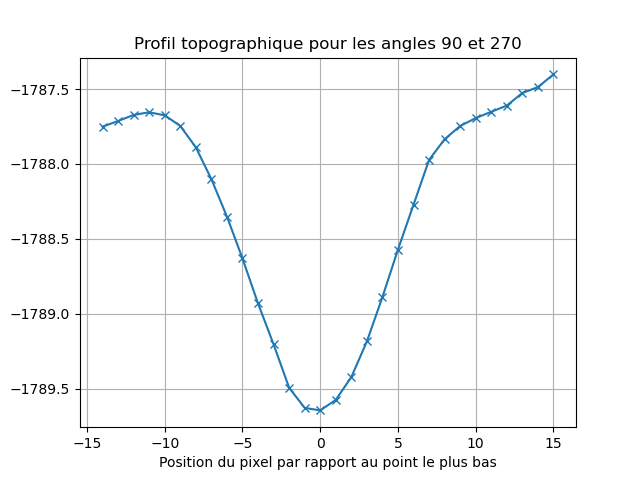 Profil topographique pour les angles 90 et 270
−1787.5
−1788.0
−1788.5
−1789.0
−1789.5
−15 −10 −5 0 5 10 15
Position du pixel par rapport au point le plus bas